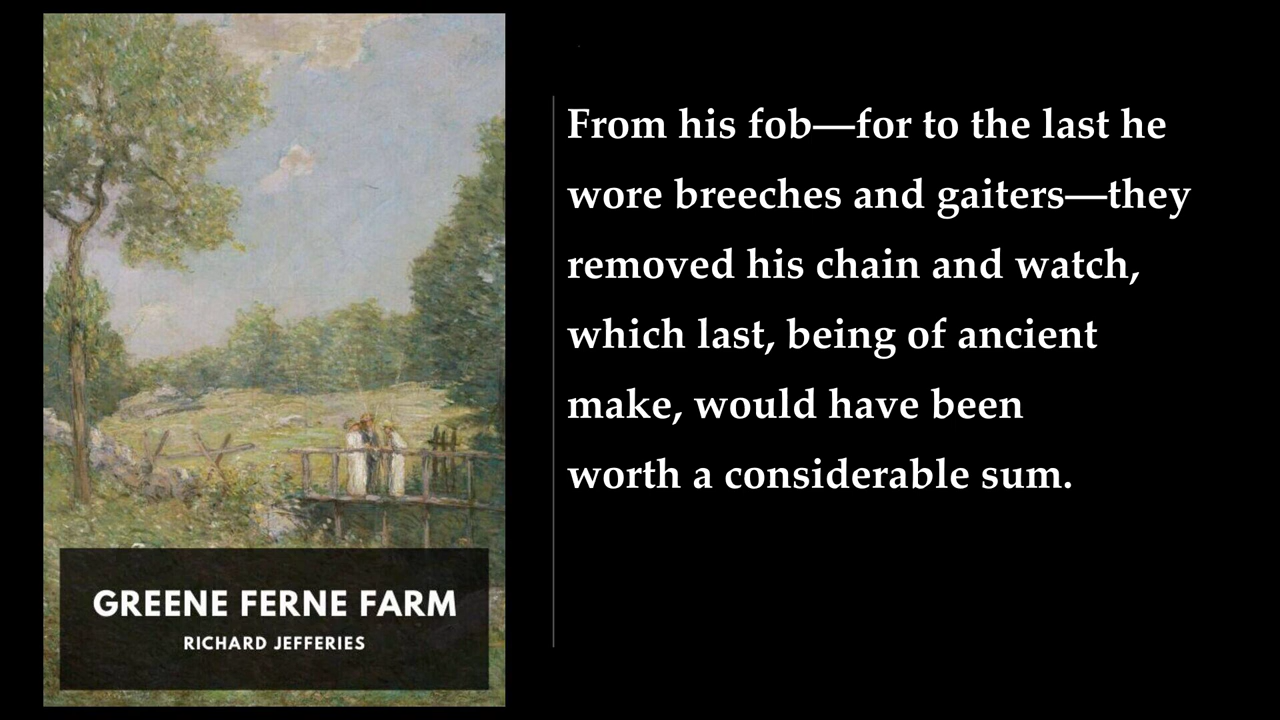 From his fob—for to the last he
wore breeches and gaiters—they
removed his chain and watch,
which last, being of ancient
make, would have been
worth a considerable sum.
GREENE FERNE FARM
RICHARD JEFFERIES